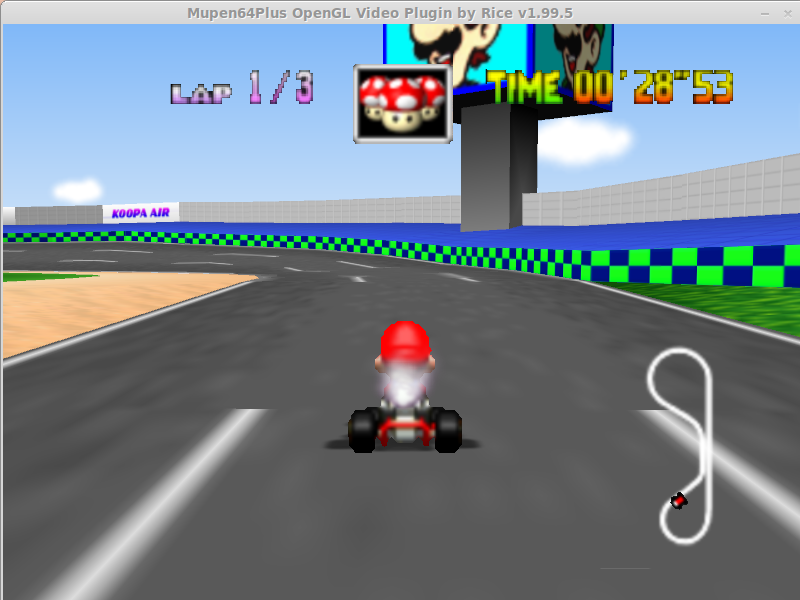 Mupen64Plus OpenGL Video Plugin by Rice v1.99.5
LAP 1/3
TIME 00'28"53
KOOPA AIR